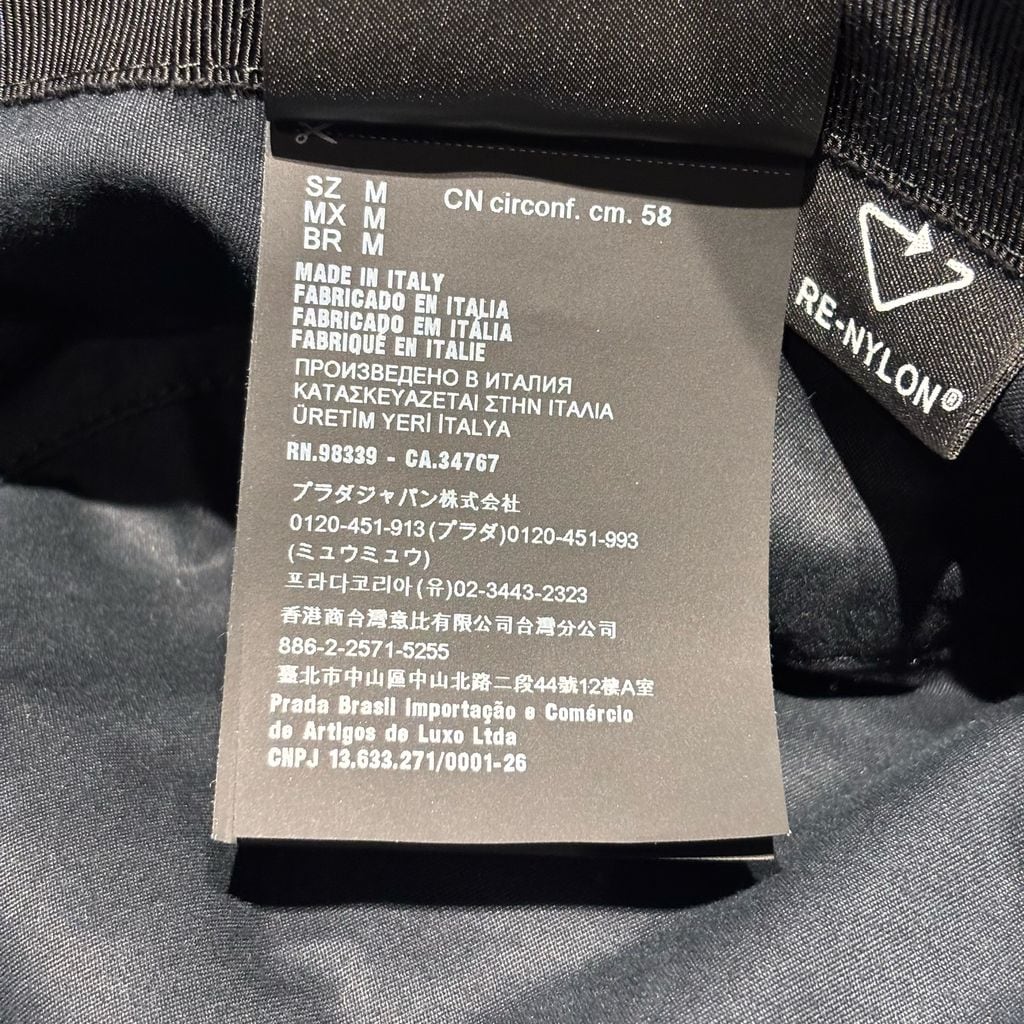 SZ M CN circonf. cm. 58
MX M
BR M
MADE IN ITALY
FABRICADO EN ITALIA
FABRICADO EM ITÁLIA
FABRIQUÉ EN ITALIE
ПРОИЗВЕДЕНО В ИТАЛИЯ
ΚΑΤΑΣΚΕΥΑΖΕΤΑΙ ΣΤΗΝ ΙΤΑΛΙΑ
ÜRETİM YERİ İTALYA
RN.98339 - CA.34767
プラダジャパン株式会社
0120-451-913(プラダ)0120-451-993
(ミュウミュウ)
프라다코리아(유)02-3443-2323
香港商台灣意比有限公司台灣分公司
886-2-2571-5255
臺北市中山區中山北路二段44號12樓A室
Prada Brasil Importação e Comércio
de Artigos de Luxo Ltda
CNPJ 13.633.271/0001-26
RE-NYLON®